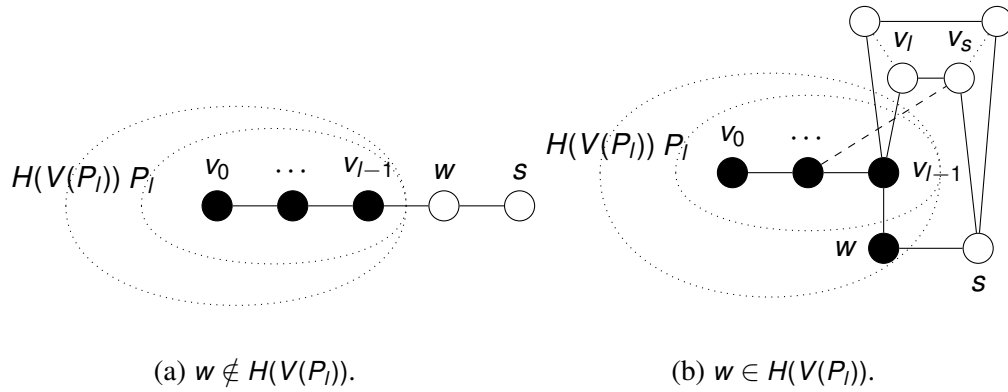 v_l v_s
H(V(P_l)) P_l v_0 ... v_{l-1} w s
H(V(P_l)) P_l v_0 ... v_{l-1}
w
s
(a) w ∉ H(V(P_l)).
(b) w ∈ H(V(P_l)).